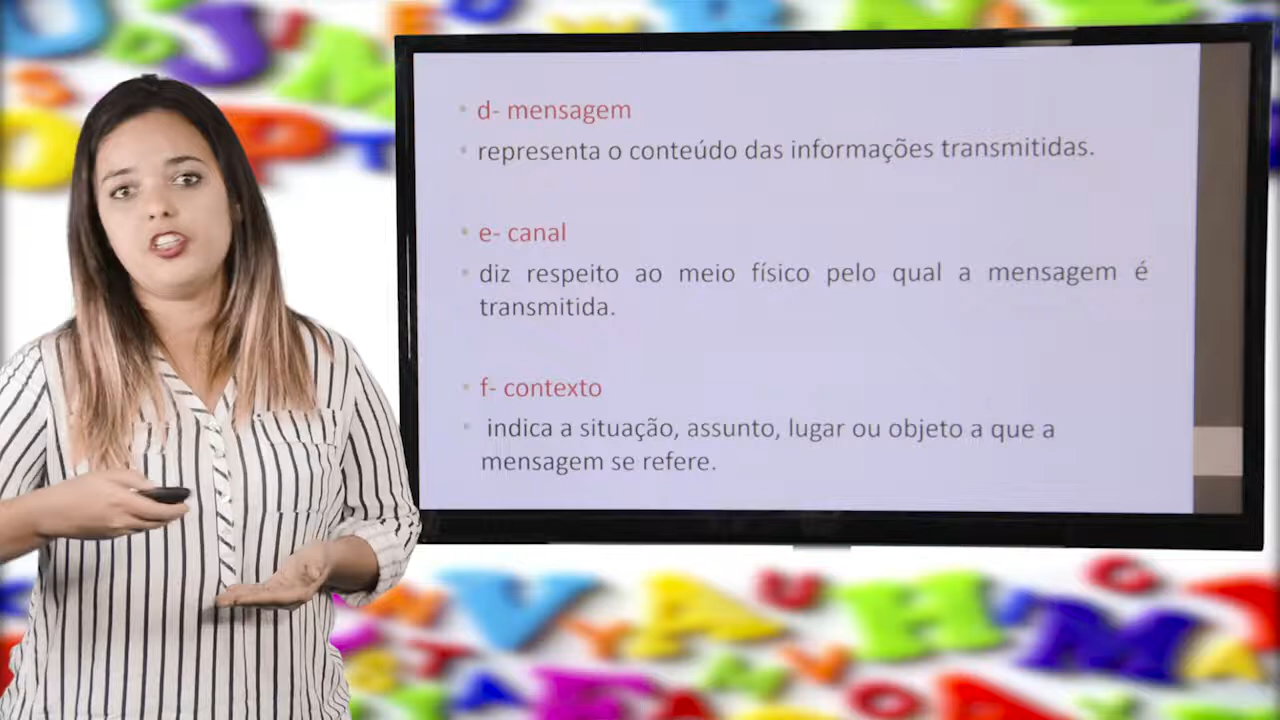 d- mensagem
representa o conteúdo das informações transmitidas.
e- canal
diz respeito ao meio físico pelo qual a mensagem é
transmitida.
f- contexto
indica a situação, assunto, lugar ou objeto a que a
mensagem se refere.